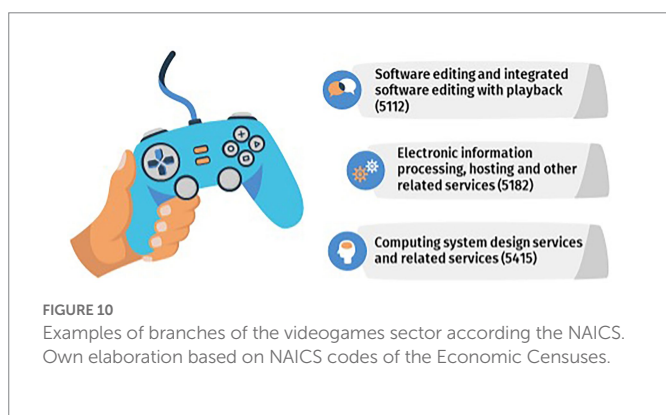 Software editing and integrated
software editing with playback
(5112)
Electronic information
processing, hosting and other
related services (5182)
Computing system design services
and related services (5415)
FIGURE 10
Examples of branches of the videogames sector according the NAICS.
Own elaboration based on NAICS codes of the Economic Censuses.